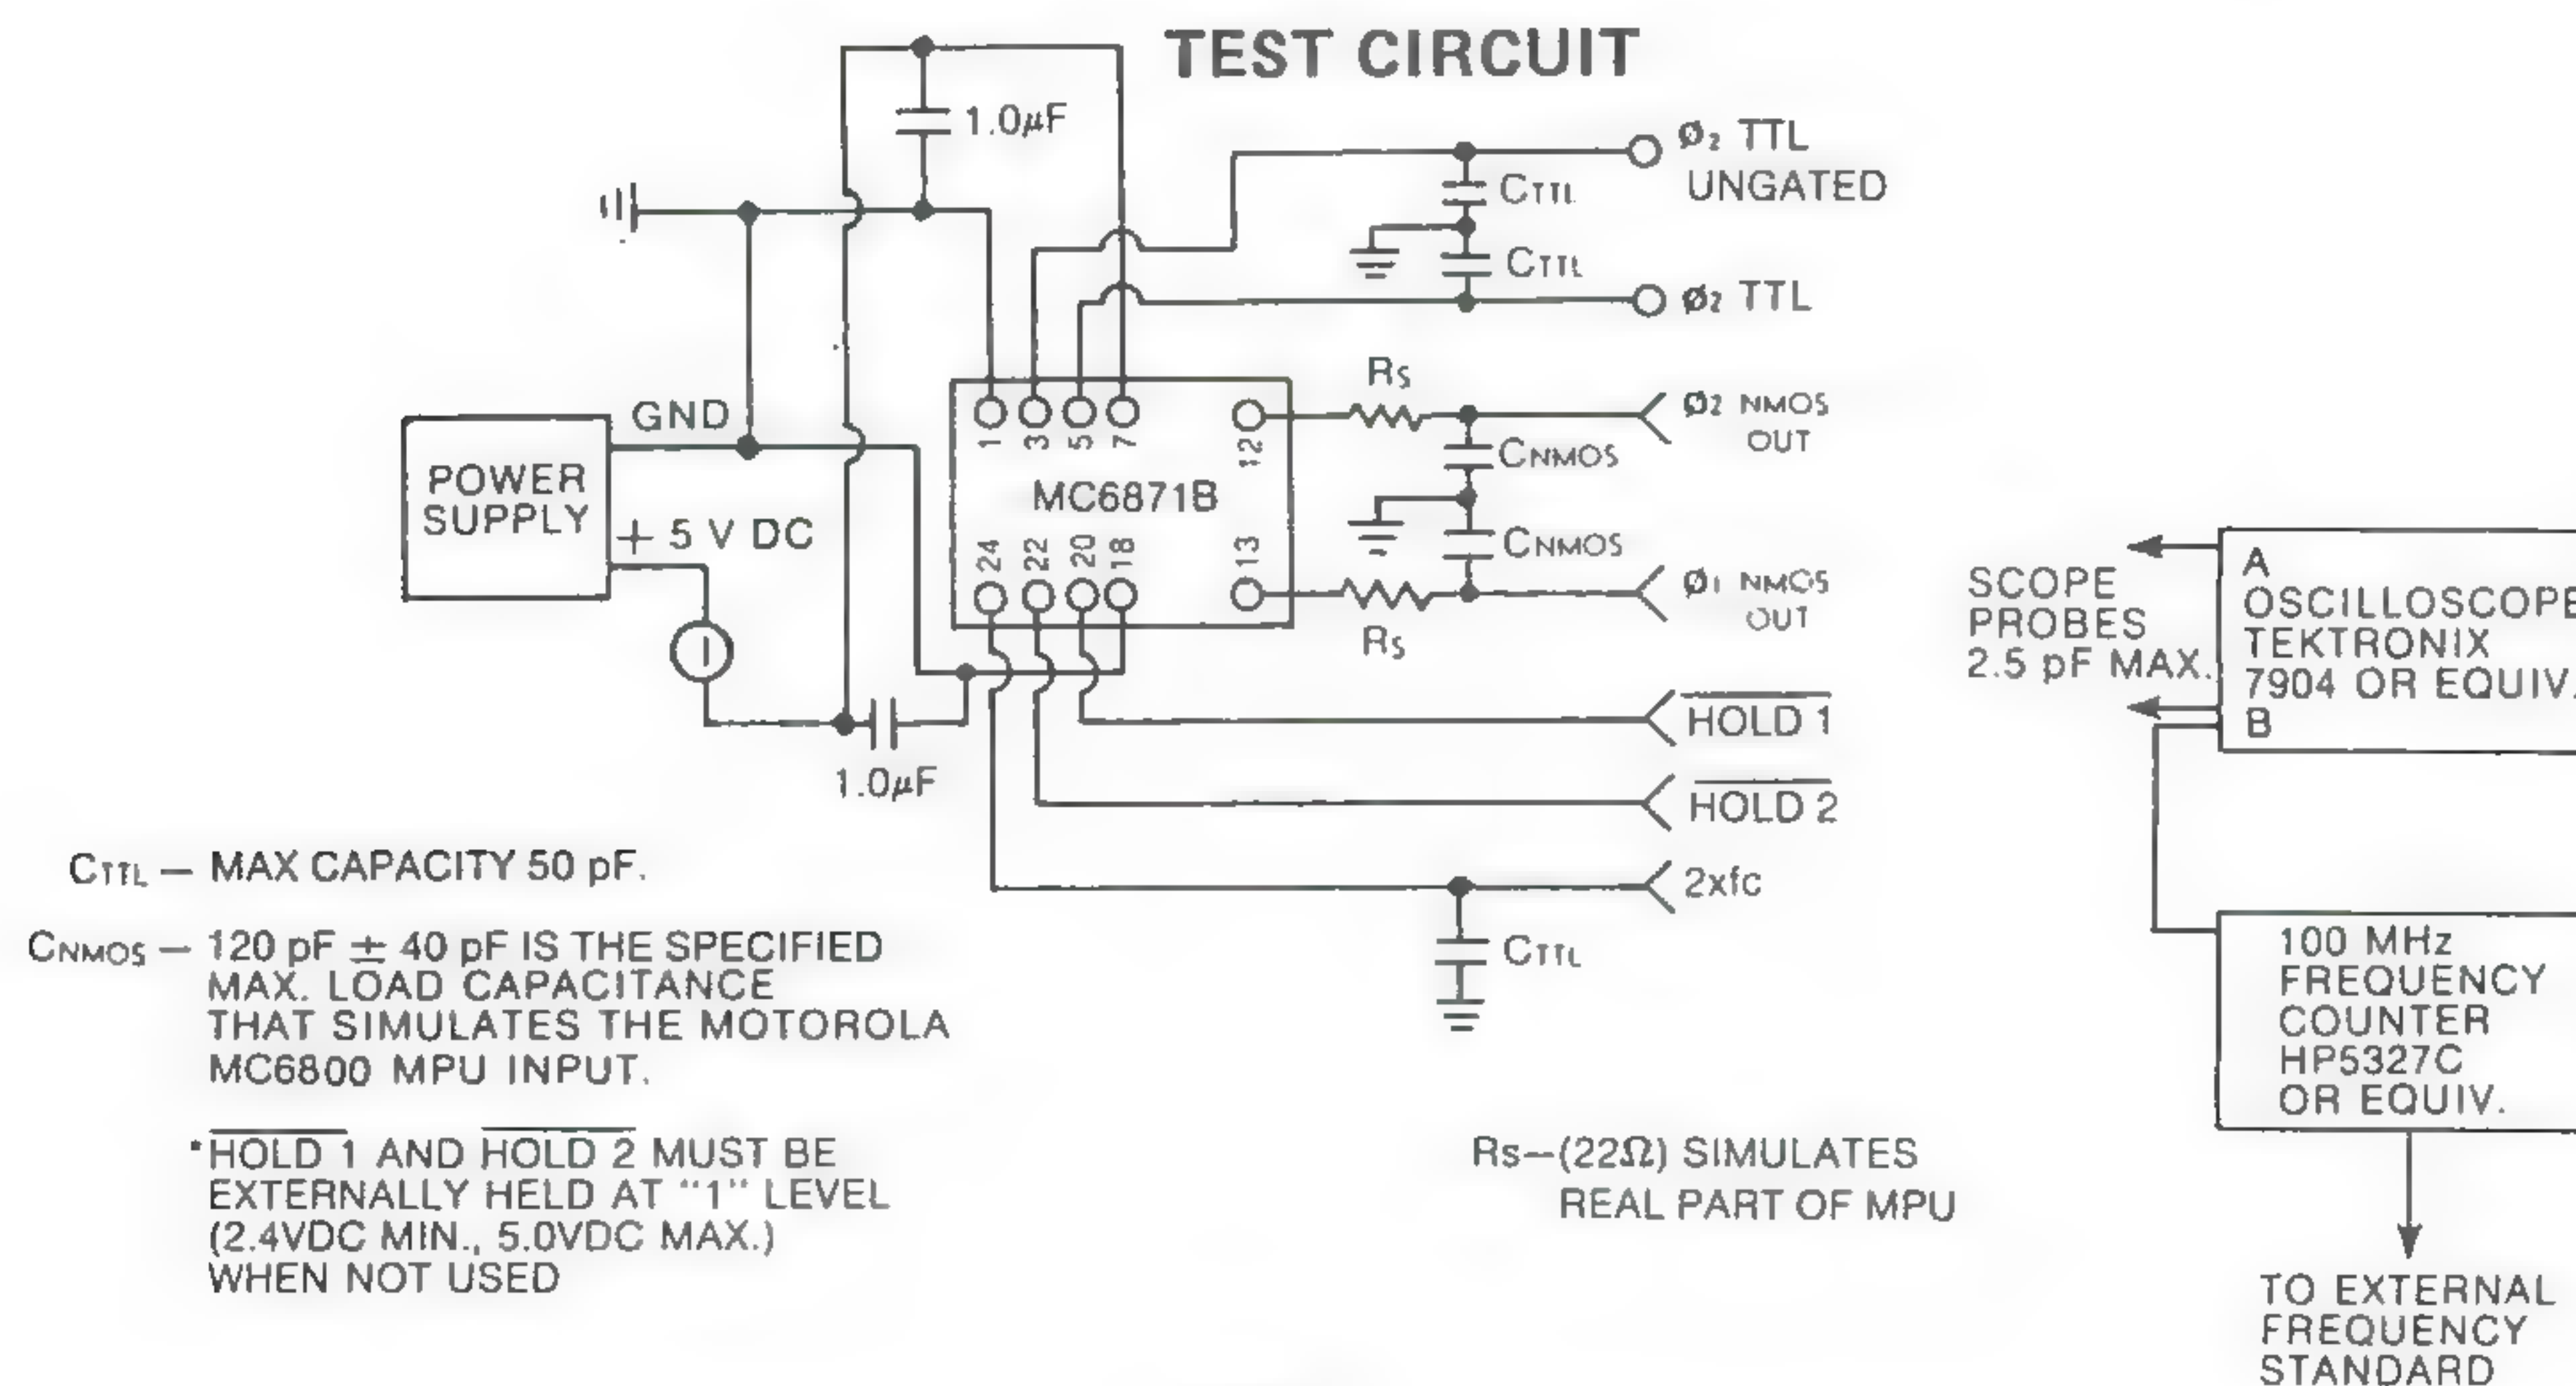 TEST CIRCUIT
1.0µF
Ø2 TTL
UNGATED
CTTL
CTTL
Ø2 TTL
RS
GND
POWER
SUPPLY
+ 5 V DC
1 3 5 7
12
MC6871B
24 22 20 18
13
Ø2 NMOS
OUT
CNMOS
CNMOS
Ø1 NMOS
OUT
RS
HOLD 1
HOLD 2
2xfc
1.0µF
CTTL
SCOPE
PROBES
2.5 pF MAX.
A
OSCILLOSCOPE
TEKTRONIX
7904 OR EQUIV.
B
100 MHz
FREQUENCY
COUNTER
HP5327C
OR EQUIV.
TO EXTERNAL
FREQUENCY
STANDARD
CTTL — MAX CAPACITY 50 pF.
CNMOS — 120 pF ± 40 pF IS THE SPECIFIED
MAX. LOAD CAPACITANCE
THAT SIMULATES THE MOTOROLA
MC6800 MPU INPUT.
*HOLD 1 AND HOLD 2 MUST BE
EXTERNALLY HELD AT "1" LEVEL
(2.4VDC MIN., 5.0VDC MAX.)
WHEN NOT USED
Rs—(22Ω) SIMULATES
REAL PART OF MPU